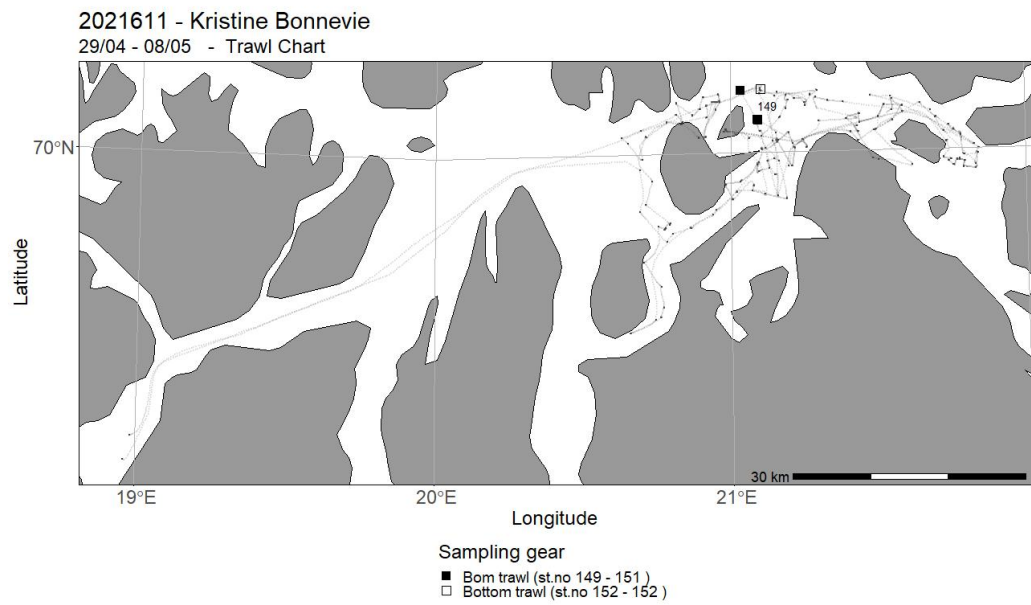 2021611 - Kristine Bonnevie
29/04 - 08/05 - Trawl Chart
149
70°N
Latitude
30 km
19°E
20°E
21°E
Longitude
Sampling gear
Bom trawl (st.no 149 - 151 )
Bottom trawl (st.no 152 - 152 )